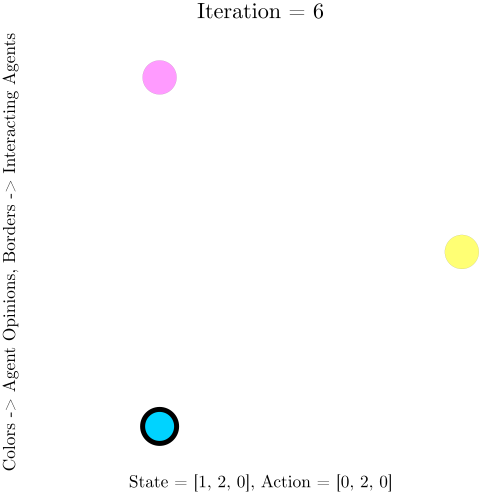 Iteration = 6
Colors -> Agent Opinions, Borders -> Interacting Agents
State = [1, 2, 0], Action = [0, 2, 0]